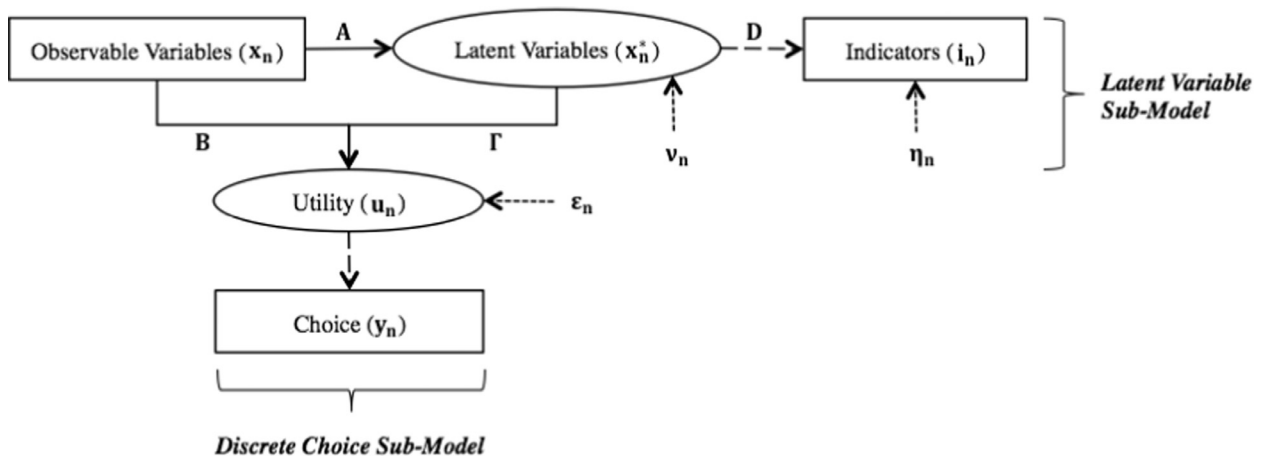 Observable Variables (xₙ)
A
Latent Variables (xₙ*)
D
Indicators (iₙ)
Latent Variable
Sub-Model
B
Γ
νₙ
ηₙ
Utility (uₙ)
εₙ
Choice (yₙ)
Discrete Choice Sub-Model